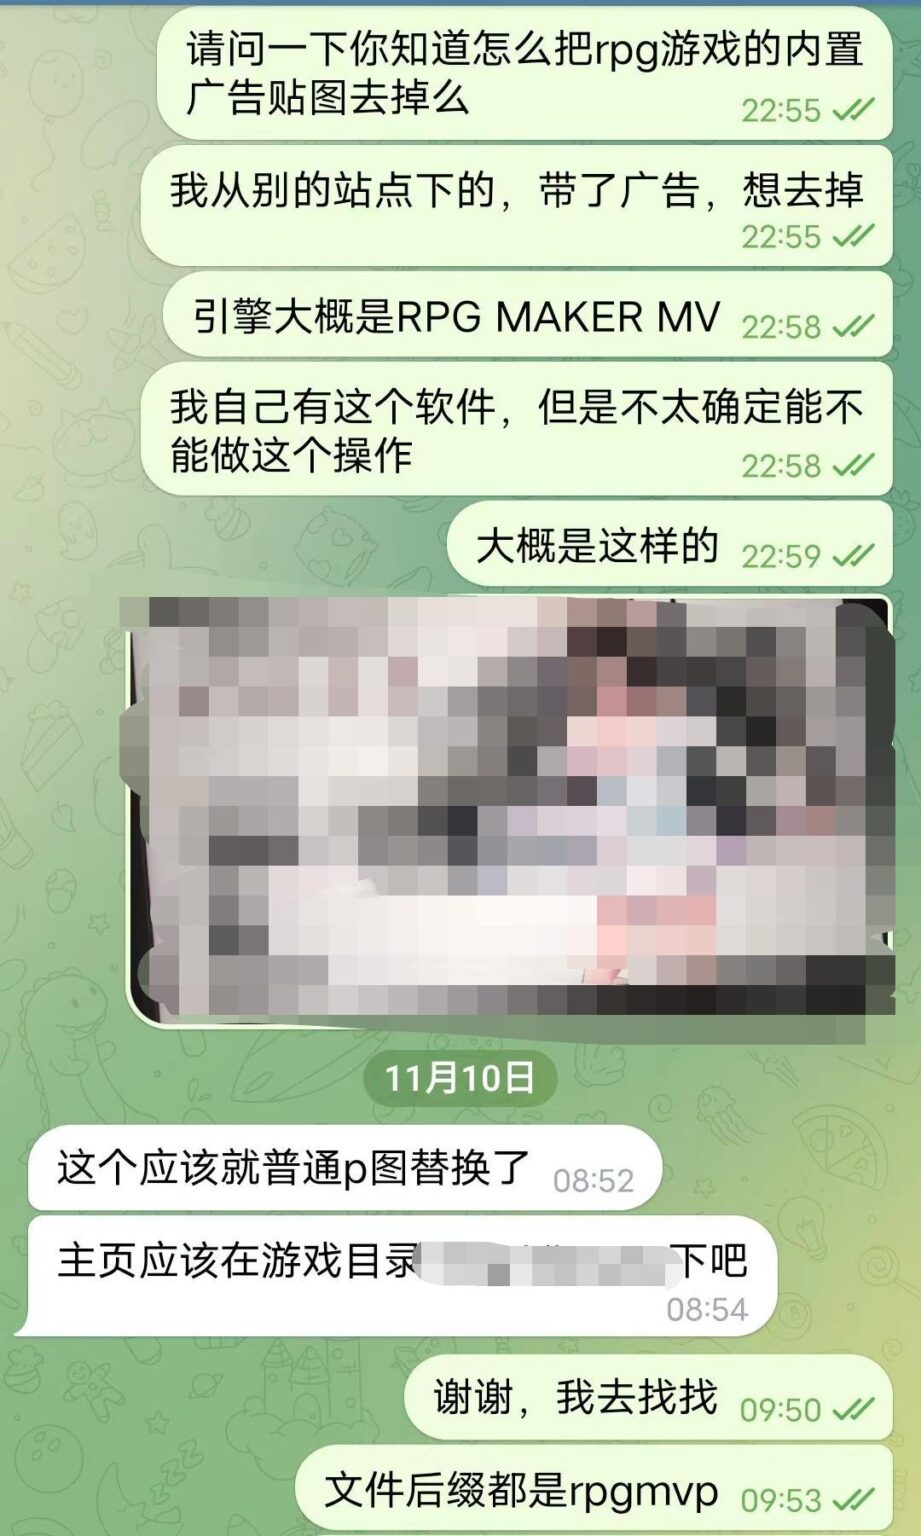 请问一下你知道怎么把rpg游戏的内置
广告贴图去掉么
22:55
我从别的站点下的，带了广告，想去掉
22:55
引擎大概是RPG MAKER MV 22:58
我自己有这个软件，但是不太确定能不
能做这个操作
22:58
大概是这样的 22:59
11月10日
这个应该就普通p图替换了 08:52
主页应该在游戏目录 下吧
08:54
谢谢，我去找找 09:50
文件后缀都是rpgmvp 09:53